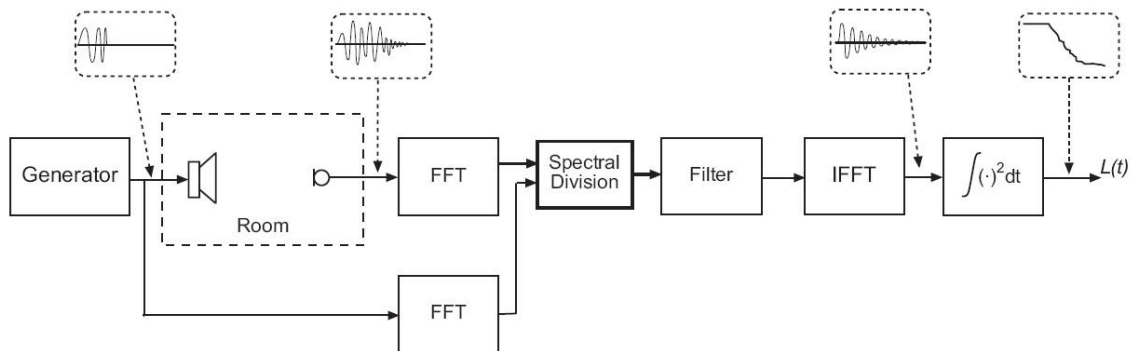 Generator
Room
FFT
Spectral
Division
Filter
IFFT
∫(·)²dt
L(t)
FFT